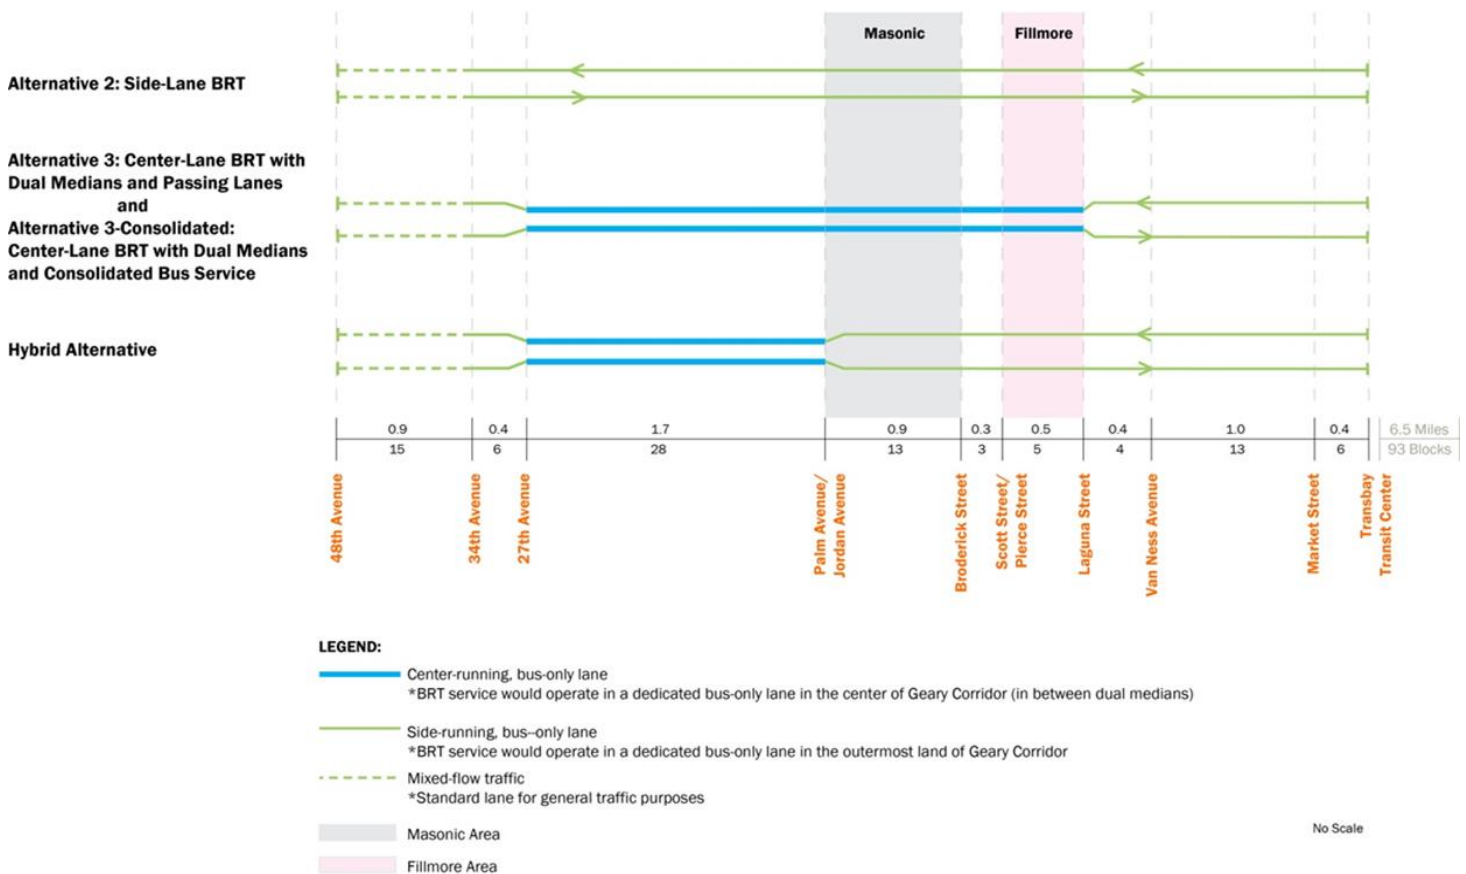 Masonic
Fillmore
Alternative 2: Side-Lane BRT
Alternative 3: Center-Lane BRT with
Dual Medians and Passing Lanes
and
Alternative 3-Consolidated:
Center-Lane BRT with Dual Medians
and Consolidated Bus Service
Hybrid Alternative
0.9 0.4 1.7 0.9 0.3 0.5 0.4 1.0 0.4 6.5 Miles
15 6 28 13 3 5 4 13 6 93 Blocks
48th Avenue
34th Avenue
27th Avenue
Palm Avenue/
Jordan Avenue
Broderick Street
Scott Street/
Pierce Street
Laguna Street
Van Ness Avenue
Market Street
Transbay
Transit Center
LEGEND:
Center-running, bus-only lane
*BRT service would operate in a dedicated bus-only lane in the center of Geary Corridor (in between dual medians)
Side-running, bus--only lane
*BRT service would operate in a dedicated bus-only lane in the outermost land of Geary Corridor
Mixed-flow traffic
*Standard lane for general traffic purposes
Masonic Area
No Scale
Fillmore Area